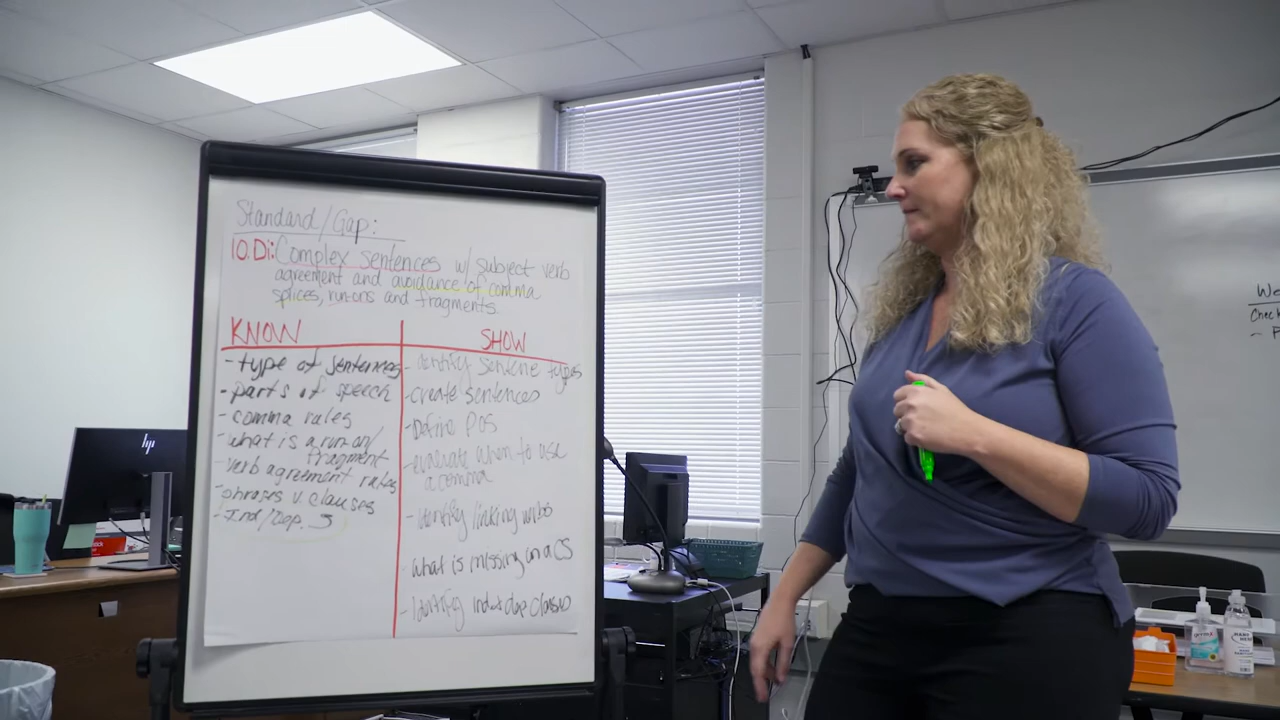 Standard/Gap:
10.Di: Complex sentences w/ subject verb
agreement and avoidance of comma
splices, run-ons and fragments.
KNOW
- type of sentences
- parts of speech
- comma rules
- what is a run on/
fragment
- verb agreement rules
- phrases v. clauses
- Ind/Dep.
SHOW
- identify sentence types
- create sentences
- Define POS
- evaluate when to use
a comma
- identify linking verbs
- what is missing in a CS
- identify ind dep clauses
hp
We
Check